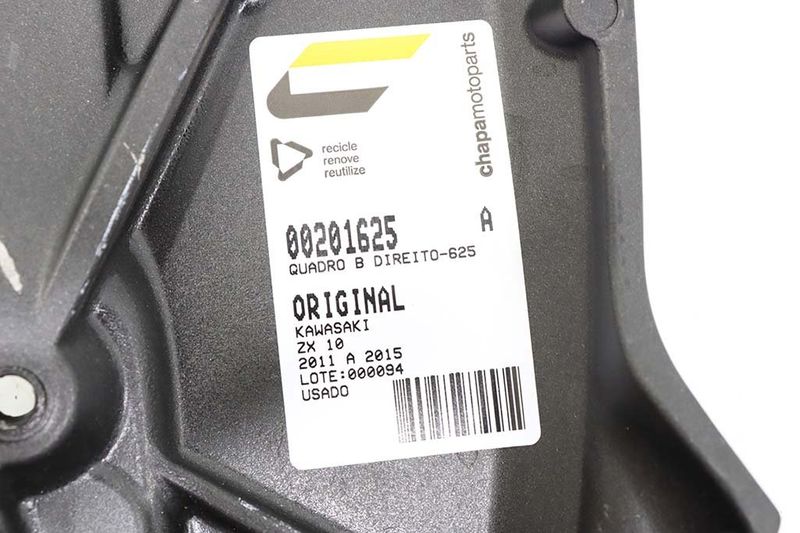 recicle
renove
reutilize
chapamotoparts
00201625 A
QUADRO B DIREITO-625
ORIGINAL
KAWASAKI
ZX 10
2011 A 2015
LOTE:000094
USADO